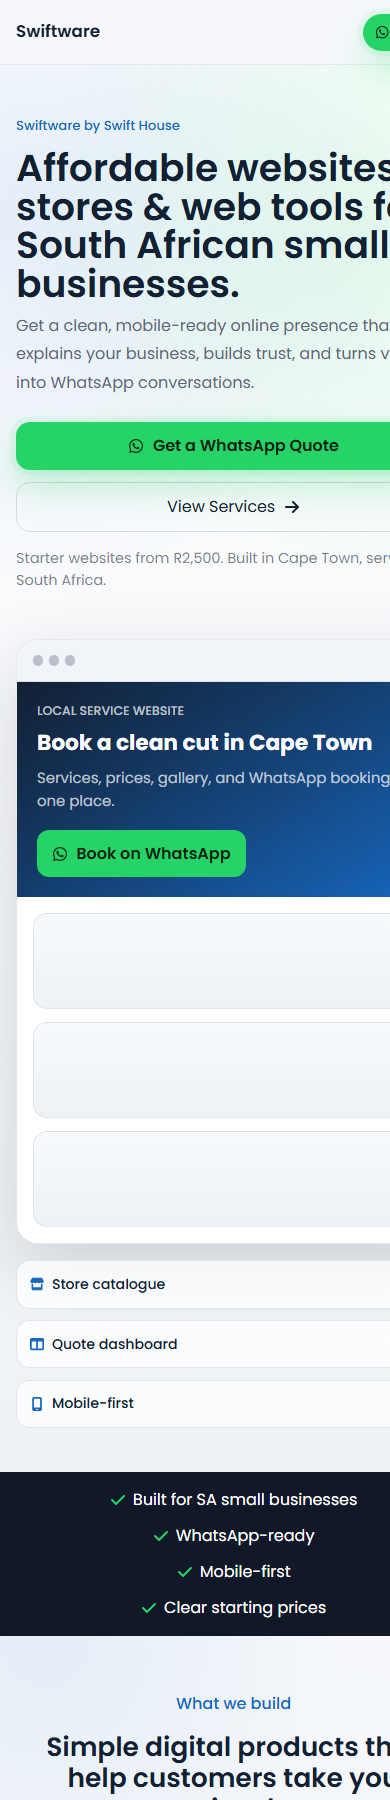 Swiftware
Swiftware by Swift House
Affordable websites
stores & web tools f
South African small
businesses.
Get a clean, mobile-ready online presence tha
explains your business, builds trust, and turns v
into WhatsApp conversations.
Get a WhatsApp Quote
View Services
Starter websites from R2,500. Built in Cape Town, ser
South Africa.
LOCAL SERVICE WEBSITE
Book a clean cut in Cape Town
Services, prices, gallery, and WhatsApp booking
one place.
Book on WhatsApp
Store catalogue
Quote dashboard
Mobile-first
Built for SA small businesses
WhatsApp-ready
Mobile-first
Clear starting prices
What we build
Simple digital products th
help customers take you